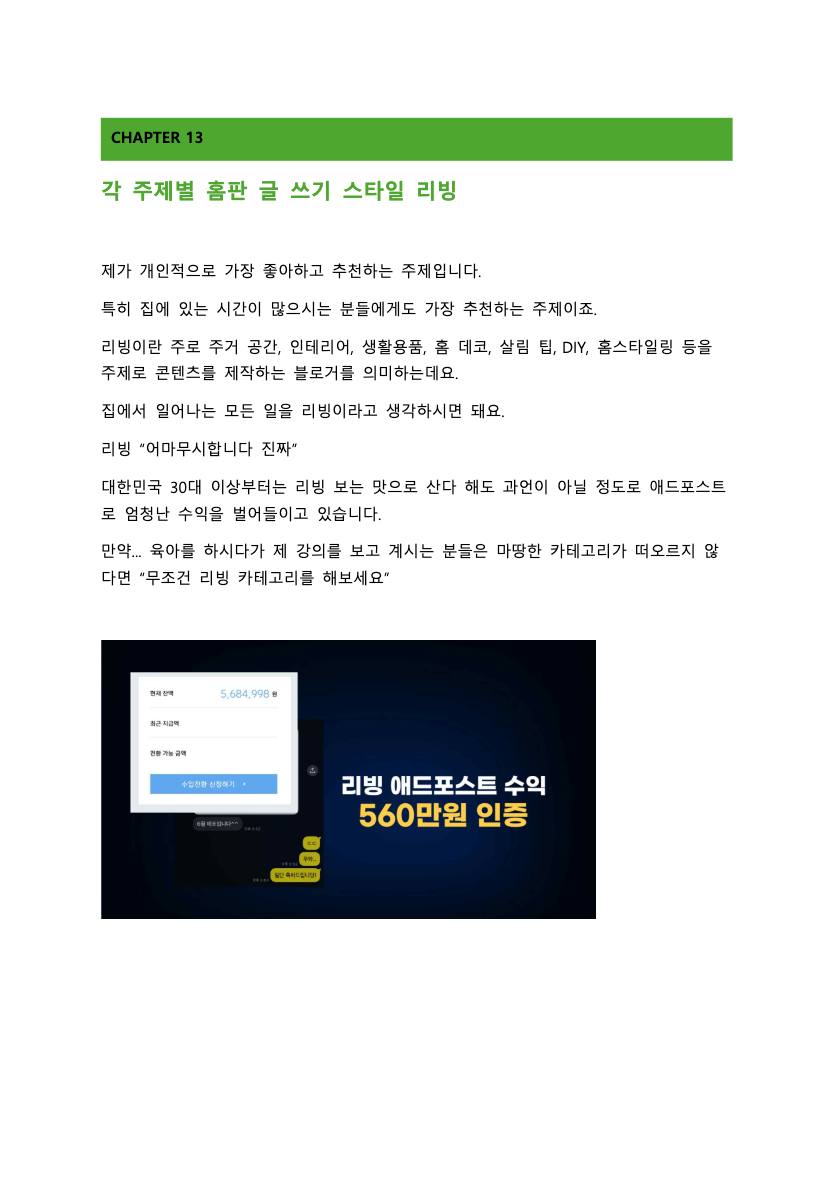 CHAPTER 13
각 주제별 홈판 글 쓰기 스타일 리빙
제가 개인적으로 가장 좋아하고 추천하는 주제입니다.
특히 집에 있는 시간이 많으시는 분들에게도 가장 추천하는 주제이죠.
리빙이란 주로 주거 공간, 인테리어, 생활용품, 홈 데코, 살림 팁, DIY, 홈스타일링 등을
주제로 콘텐츠를 제작하는 블로거를 의미하는데요.
집에서 일어나는 모든 일을 리빙이라고 생각하시면 돼요.
리빙 “어마무시합니다 진짜”
대한민국 30대 이상부터는 리빙 보는 맛으로 산다 해도 과언이 아닐 정도로 애드포스트
로 엄청난 수익을 벌어들이고 있습니다.
만약... 육아를 하시다가 제 강의를 보고 계시는 분들은 마땅한 카테고리가 떠오르지 않
다면 “무조건 리빙 카테고리를 해보세요”
현재 잔액 5,684,998 원
최근 지급액
전환 가능 금액
수입전환 신청하기
리빙 애드포스트 수익
560만원 인증
ㄷㄷ
우와..